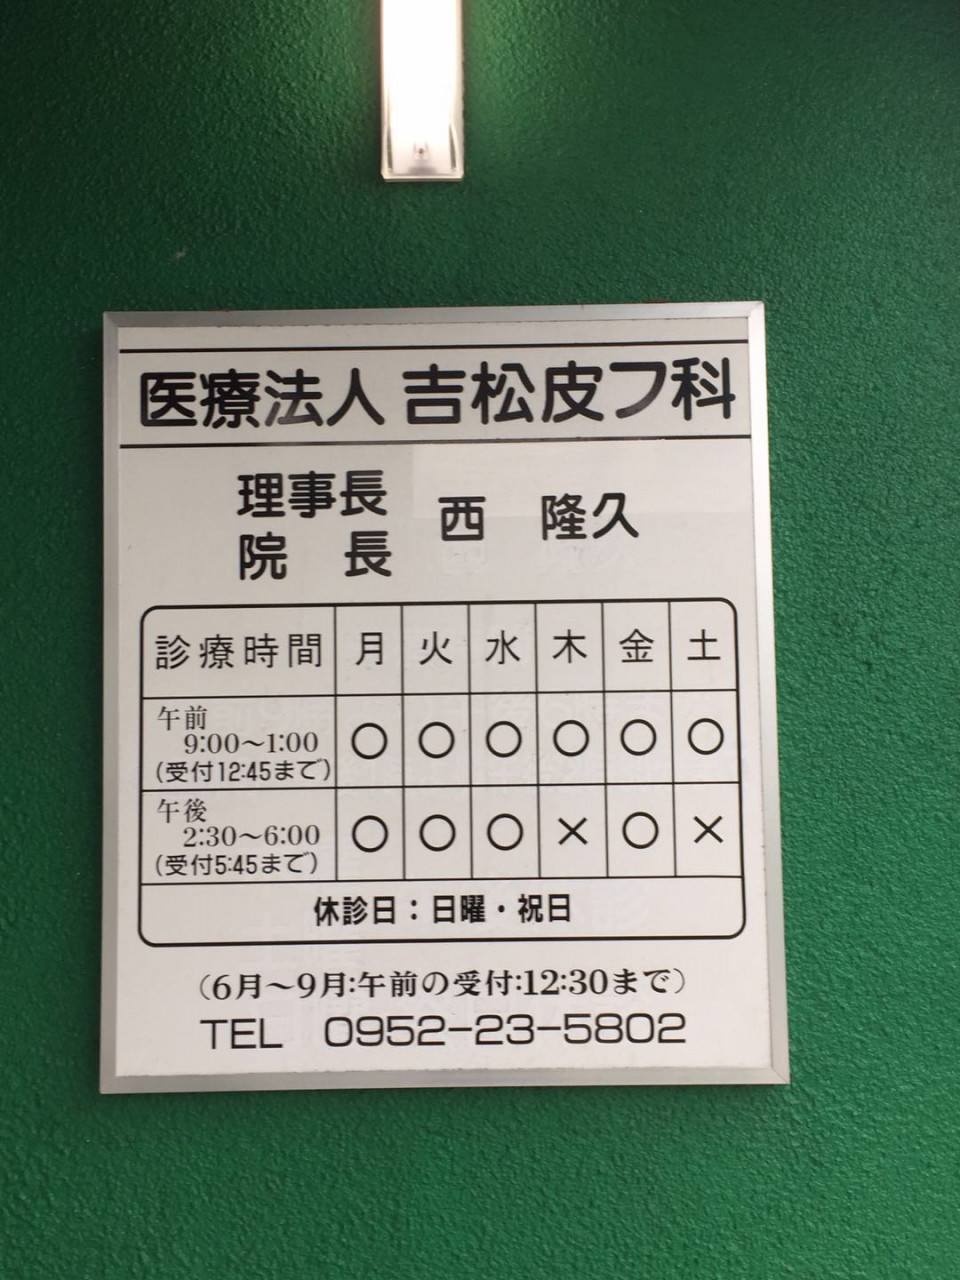 医療法人 吉松皮フ科
理事長
院 長 西 隆久
診療時間 月 火 水 木 金 土
午前
9:00〜1:00
(受付12:45まで) ○ ○ ○ ○ ○ ○
午後
2:30〜6:00
(受付5:45まで) ○ ○ ○ × ○ ×
休診日：日曜・祝日
(6月〜9月:午前の受付:12:30まで)
TEL 0952-23-5802